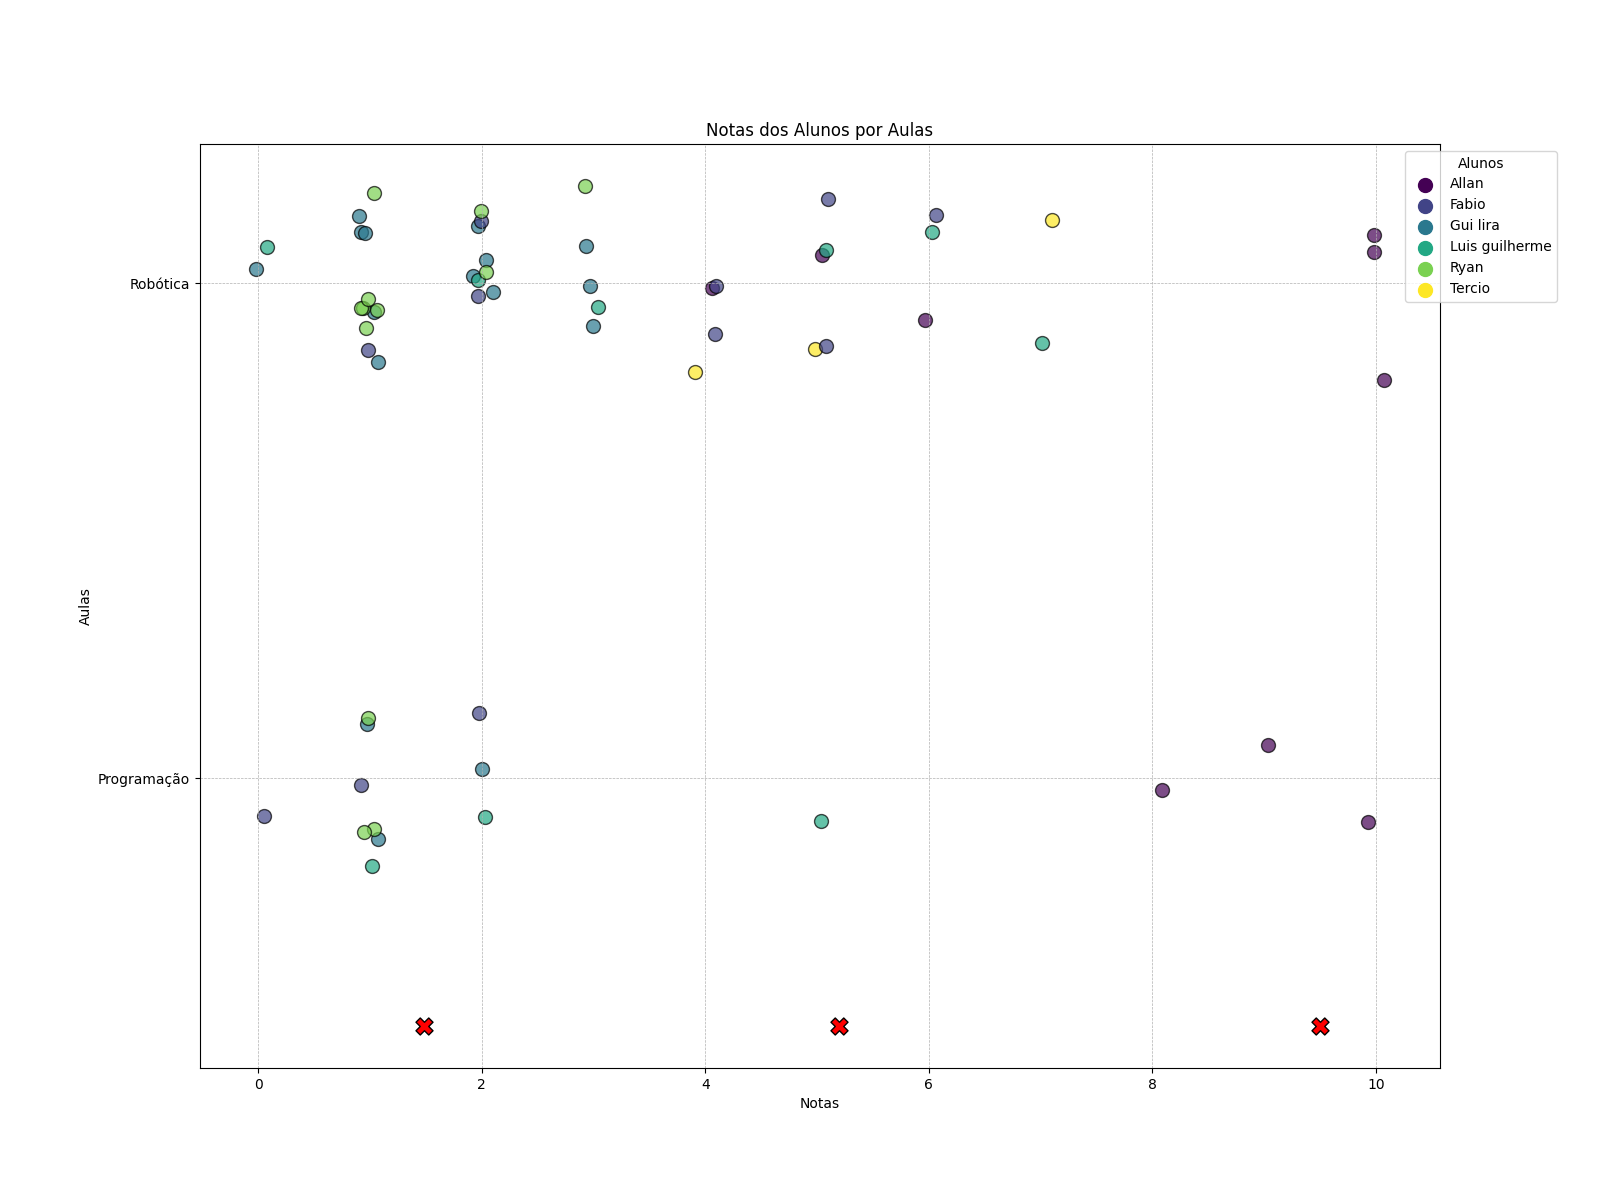 Notas dos Alunos por Aulas
Alunos
Allan
Fabio
Gui lira
Luis guilherme
Ryan
Tercio
Robótica
Aulas
Programação
0 2 4 6 8 10
Notas